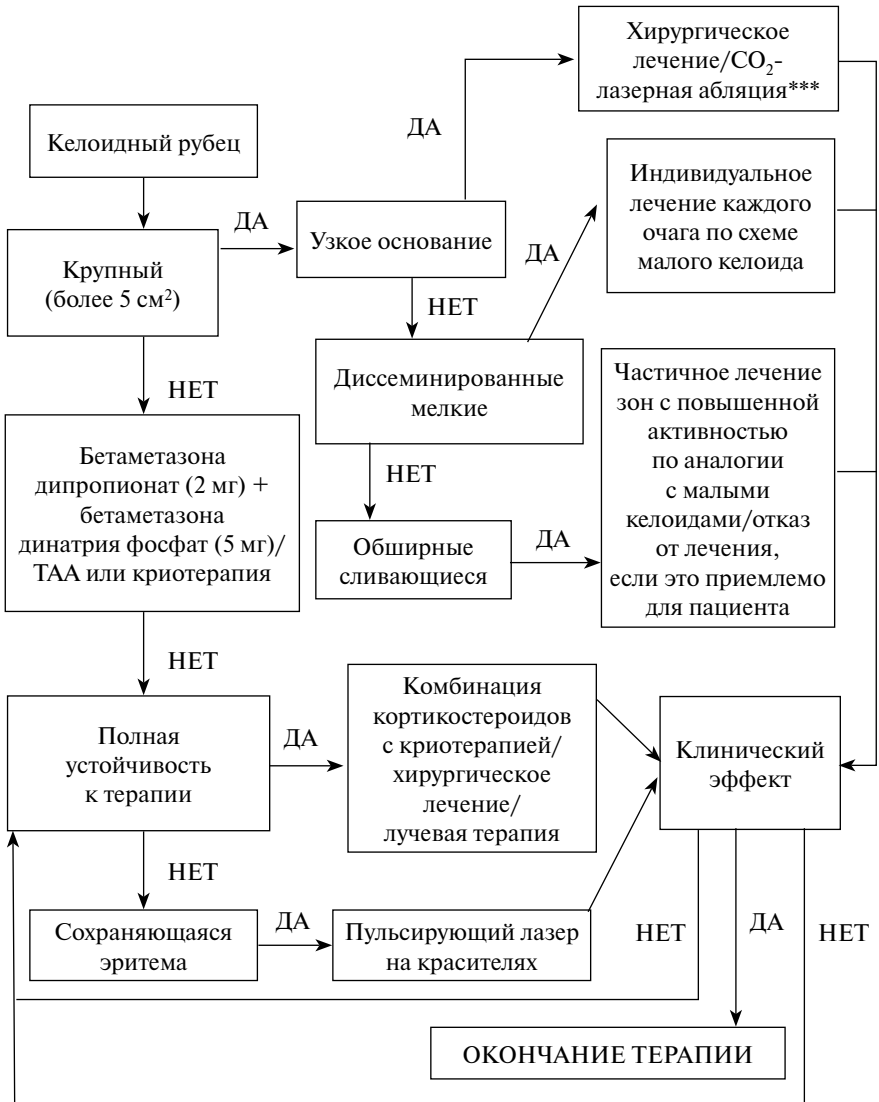 Хирургическое
лечение/CO₂-
лазерная абляция***
ДА
Келоидный рубец
Индивидуальное
лечение каждого
очага по схеме
малого келоида
ДА
Узкое основание
ДА
Крупный
(более 5 см²)
НЕТ
НЕТ
Диссеминированные
мелкие
Частичное лечение
зон с повышенной
активностью
по аналогии
с малыми
келоидами/отказ
от лечения,
если это приемлемо
для пациента
Бетаметазона
дипропионат (2 мг) +
бетаметазона
динатрия фосфат (5 мг)/
ТАА или криотерапия
НЕТ
Обширные
сливающиеся
ДА
НЕТ
Полная
устойчивость
к терапии
ДА
Комбинация
кортикостероидов
с криотерапией/
хирургическое
лечение/
лучевая терапия
Клинический
эффект
НЕТ
Сохраняющаяся
эритема
ДА
Пульсирующий лазер
на красителях
НЕТ
ДА
НЕТ
ОКОНЧАНИЕ ТЕРАПИИ